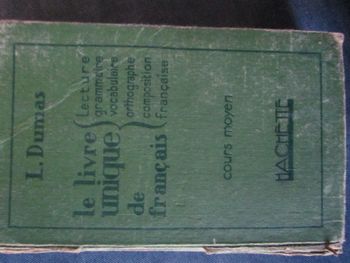 L. Dumas
le livre
unique
de
français
Lecture
grammaire
vocabulaire
orthographe
composition
française
cours moyen
HACHETTE